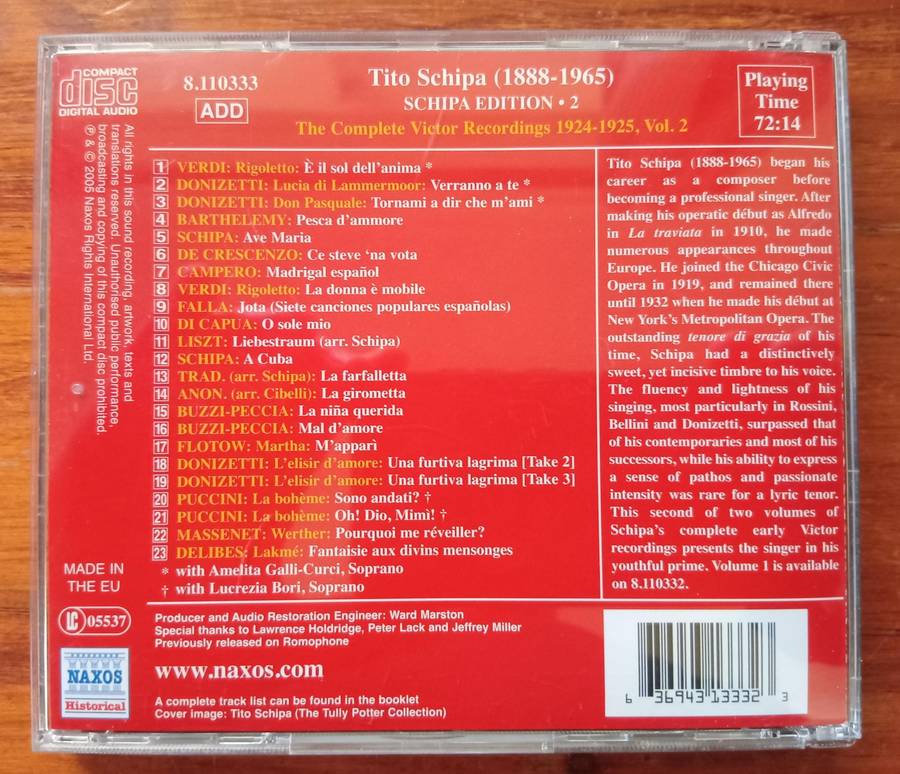 COMPACT
disc
DIGITAL AUDIO
8.110333
ADD
Tito Schipa (1888-1965)
SCHIPA EDITION • 2
The Complete Victor Recordings 1924-1925, Vol. 2
Playing
Time
72:14
All rights in this sound recording, artwork, texts and
translations reserved. Unauthorised public performance,
broadcasting and copying of this compact disc prohibited.
℗ & © 2005 Naxos Rights International Ltd.
1 VERDI: Rigoletto: È il sol dell'anima *
2 DONIZETTI: Lucia di Lammermoor: Verranno a te *
3 DONIZETTI: Don Pasquale: Tornami a dir che m'ami *
4 BARTHELEMY: Pesca d'ammore
5 SCHIPA: Ave Maria
6 DE CRESCENZO: Ce steve 'na vota
7 CAMPERO: Madrigal español
8 VERDI: Rigoletto: La donna è mobile
9 FALLA: Jota (Siete canciones populares españolas)
10 DI CAPUA: O sole mio
11 LISZT: Liebestraum (arr. Schipa)
12 SCHIPA: A Cuba
13 TRAD. (arr. Schipa): La farfalletta
14 ANON. (arr. Cibelli): La girometta
15 BUZZI-PECCIA: La niña querida
16 BUZZI-PECCIA: Mal d'amore
17 FLOTOW: Martha: M'apparì
18 DONIZETTI: L'elisir d'amore: Una furtiva lagrima [Take 2]
19 DONIZETTI: L'elisir d'amore: Una furtiva lagrima [Take 3]
20 PUCCINI: La bohème: Sono andati? †
21 PUCCINI: La bohème: Oh! Dio, Mimì! †
22 MASSENET: Werther: Pourquoi me réveiller?
23 DELIBES: Lakmé: Fantaisie aux divins mensonges
* with Amelita Galli-Curci, Soprano
† with Lucrezia Bori, Soprano
Tito Schipa (1888-1965) began his
career as a composer before
becoming a professional singer. After
making his operatic début as Alfredo
in La traviata in 1910, he made
numerous appearances throughout
Europe. He joined the Chicago Civic
Opera in 1919, and remained there
until 1932 when he made his début at
New York's Metropolitan Opera. The
outstanding tenore di grazia of his
time, Schipa had a distinctively
sweet, yet incisive timbre to his voice.
The fluency and lightness of his
singing, most particularly in Rossini,
Bellini and Donizetti, surpassed that
of his contemporaries and most of his
successors, while his ability to express
a sense of pathos and passionate
intensity was rare for a lyric tenor.
This second of two volumes of
Schipa's complete early Victor
recordings presents the singer in his
youthful prime. Volume 1 is available
on 8.110332.
MADE IN
THE EU
LC 05537
NAXOS
Historical
Producer and Audio Restoration Engineer: Ward Marston
Special thanks to Lawrence Holdridge, Peter Lack and Jeffrey Miller
Previously released on Romophone
www.naxos.com
A complete track list can be found in the booklet
Cover image: Tito Schipa (The Tully Potter Collection)
6 36943 13332 3